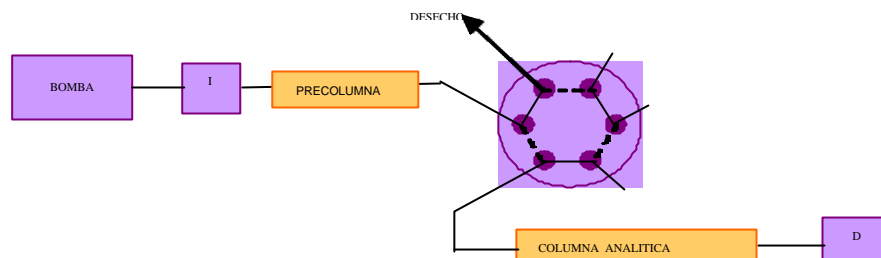 DESECHO
BOMBA
I
PRECOLUMNA
COLUMNA ANALITICA
D